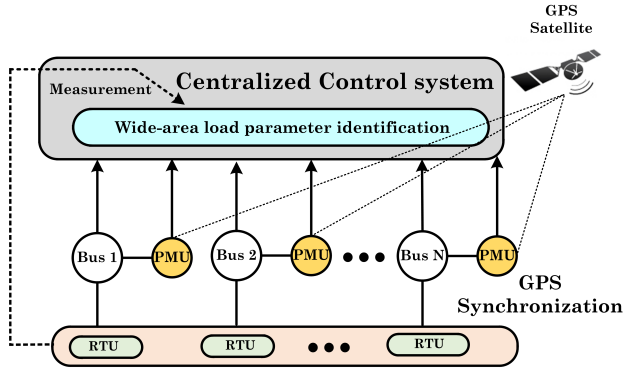 GPS
Satellite
Centralized Control system
Measurement
Wide-area load parameter identification
Bus 1
PMU
Bus 2
PMU
Bus N
PMU
GPS
Synchronization
RTU
RTU
RTU